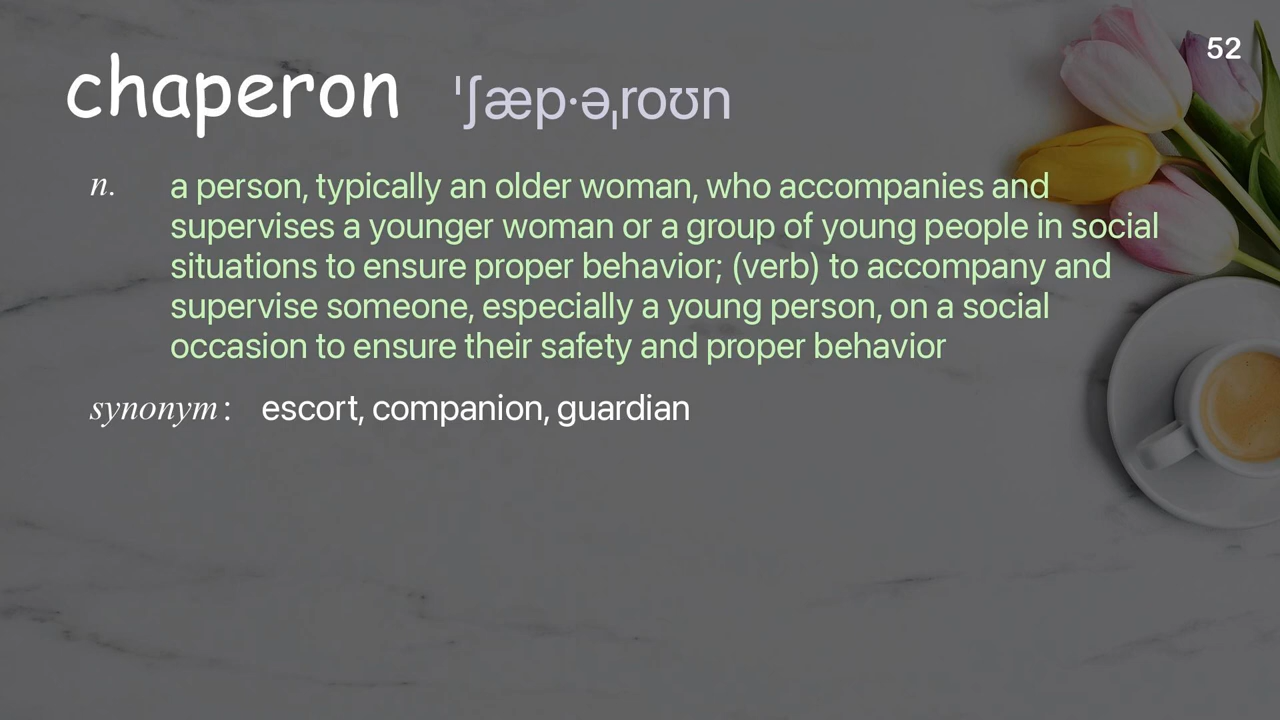 52
chaperon ˈʃæp·əˌroʊn
n. a person, typically an older woman, who accompanies and
supervises a younger woman or a group of young people in social
situations to ensure proper behavior; (verb) to accompany and
supervise someone, especially a young person, on a social
occasion to ensure their safety and proper behavior
synonym: escort, companion, guardian